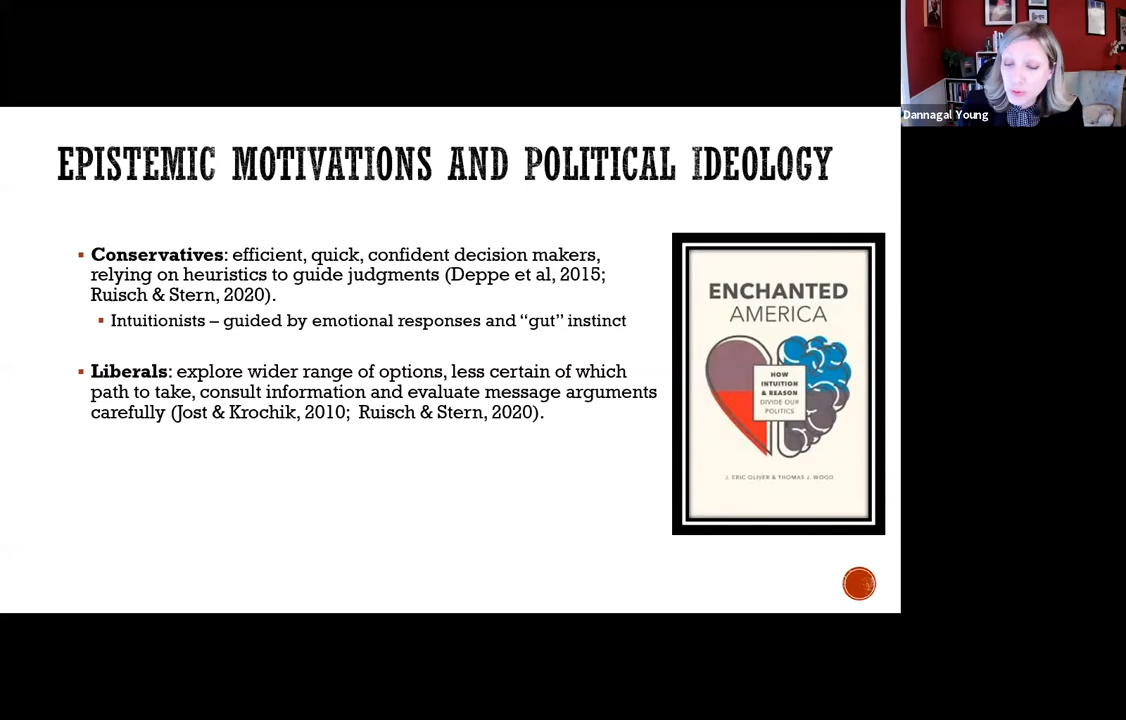 Dannagal Young
EPISTEMIC MOTIVATIONS AND POLITICAL IDEOLOGY
Conservatives: efficient, quick, confident decision makers,
relying on heuristics to guide judgments (Deppe et al, 2015;
Ruisch & Stern, 2020).
Intuitionists – guided by emotional responses and “gut” instinct
Liberals: explore wider range of options, less certain of which
path to take, consult information and evaluate message arguments
carefully (Jost & Krochik, 2010; Ruisch & Stern, 2020).
ENCHANTED
AMERICA
HOW
INTUITION
& REASON
DIVIDE OUR
POLITICS
J. ERIC OLIVER & THOMAS J. WOOD